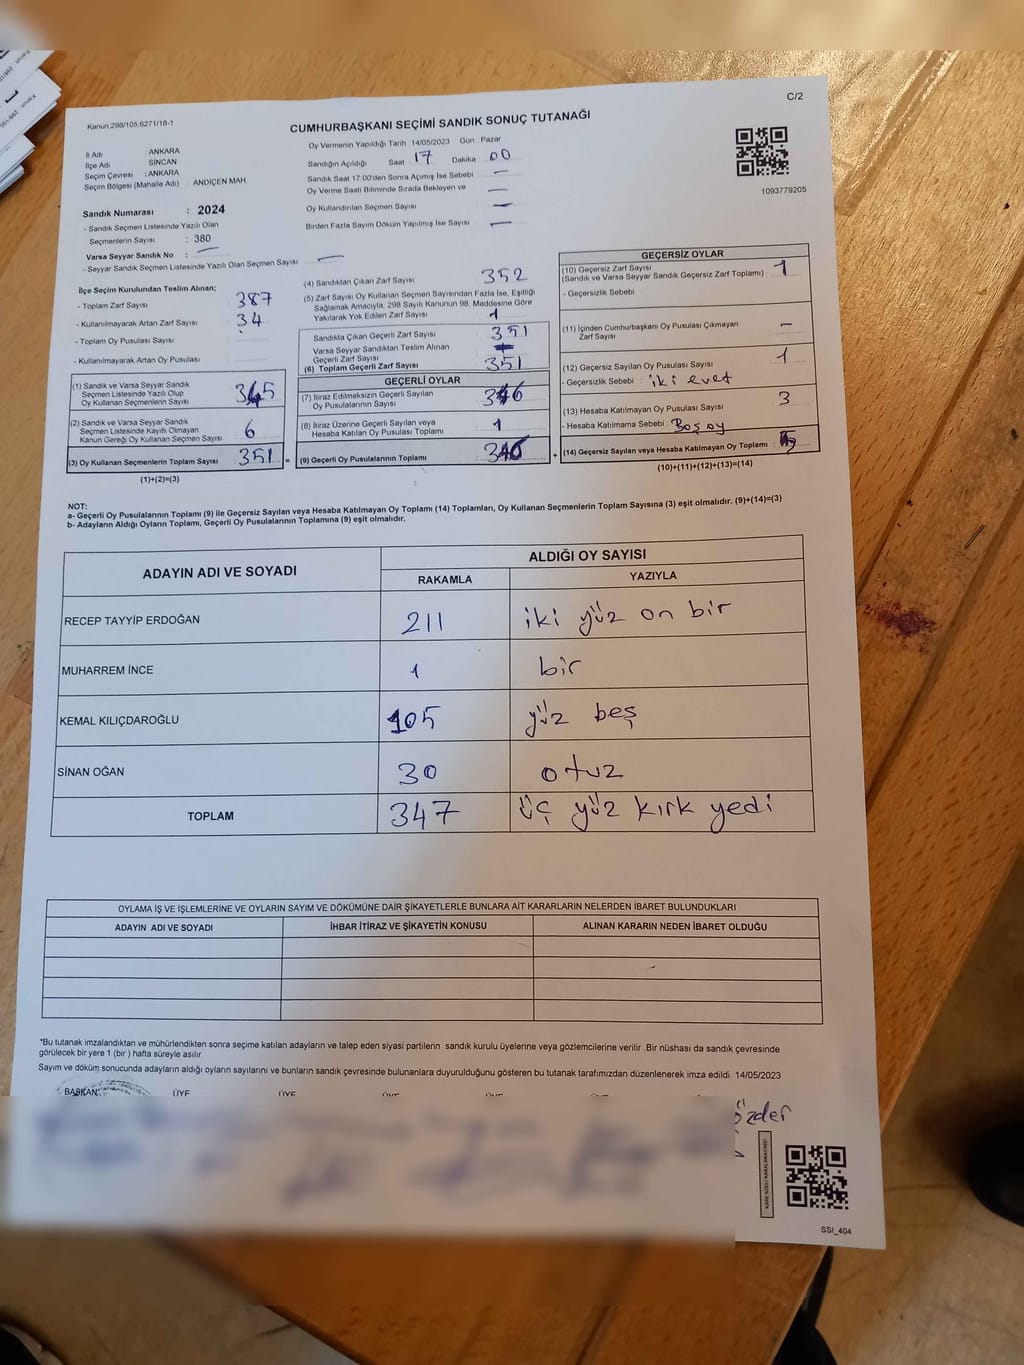 C/2
Kanun:298/105;6271/18-1
CUMHURBAŞKANI SEÇİMİ SANDIK SONUÇ TUTANAĞI
İl Adı ANKARA
İlçe Adı SİNCAN
Seçim Çevresi : ANKARA
Seçim Bölgesi (Mahalle Adı) ANDİÇEN MAH.
Oy Vermenin Yapıldığı Tarih :14/05/2023 Gün : Pazar
Sandığın Açıldığı Saat 17 Dakika 00
Sandık Saat 17:00'den Sonra Açımış İse Sebebi : —
Oy Verme Saati Bitiminde Sırada Bekleyen ve —
Oy Kullandırılan Seçmen Sayısı —
Birden Fazla Sayım Döküm Yapılmış İse Sayısı —
1093779205
Sandık Numarası : 2024
- Sandık Seçmen Listesinde Yazılı Olan
Seçmenlerin Sayısı : 380
Varsa Seyyar Sandık No : —
- Seyyar Sandık Seçmen Listesinde Yazılı Olan Seçmen Sayısı —
İlçe Seçim Kurulundan Teslim Alınan;
- Toplam Zarf Sayısı : 387
- Kullanılmayarak Artan Zarf Sayısı : 34
- Toplam Oy Pusulası Sayısı :
- Kullanılmayarak Artan Oy Pusulası :
(1) Sandık ve Varsa Seyyar Sandık
Seçmen Listesinde Yazılı Olup
Oy Kullanan Seçmenlerin Sayısı : 345
(2) Sandık ve Varsa Seyyar Sandık
Seçmen Listesinde Kayıtlı Olmayan
Kanun Gereği Oy Kullanan Seçmen Sayısı : 6
(3) Oy Kullanan Seçmenlerin Toplam Sayısı : 351
(1)+(2)=(3)
(4) Sandıktan Çıkan Zarf Sayısı : 352
(5) Zarf Sayısı Oy Kullanan Seçmen Sayısından Fazla İse, Eşitliği
Sağlamak Amacıyla, 298 Sayılı Kanunun 98. Maddesine Göre
Yakılarak Yok Edilen Zarf Sayısı : 1
Sandıkta Çıkan Geçerli Zarf Sayısı : 351
Varsa Seyyar Sandıktan Teslim Alınan
Geçerli Zarf Sayısı
(6) Toplam Geçerli Zarf Sayısı : 351
=
GEÇERLİ OYLAR
(7) İtiraz Edilmeksizin Geçerli Sayılan
Oy Pusulalarının Sayısı : 346
(8) İtiraz Üzerine Geçerli Sayılan veya
Hesaba Katılan Oy Pusulası Toplamı : 1
(9) Geçerli Oy Pusulalarının Toplamı :
+
GEÇERSİZ OYLAR
(10) Geçersiz Zarf Sayısı
(Sandık ve Varsa Seyyar Sandık Geçersiz Zarf Toplamı) : 1
- Geçersizlik Sebebi :
(11) İçinden Cumhurbaşkanı Oy Pusulası Çıkmayan
Zarf Sayısı : —
(12) Geçersiz Sayılan Oy Pusulası Sayısı : 1
- Geçersizlik Sebebi : iki evet
(13) Hesaba Katılmayan Oy Pusulası Sayısı : 3
- Hesaba Katılmama Sebebi : Boş oy
(14) Geçersiz Sayılan veya Hesaba Katılmayan Oy Toplamı : 5
(10)+(11)+(12)+(13)=(14)
NOT:
a- Geçerli Oy Pusulalarının Toplamı (9) ile Geçersiz Sayılan veya Hesaba Katılmayan Oy Toplamı (14) Toplamları, Oy Kullanan Seçmenlerin Toplam Sayısına (3) eşit olmalıdır. (9)+(14)=(3)
b- Adayların Aldığı Oyların Toplamı, Geçerli Oy Pusulalarının Toplamına (9) eşit olmalıdır.
ADAYIN ADI VE SOYADI ALDIĞI OY SAYISI
RAKAMLA YAZIYLA
RECEP TAYYİP ERDOĞAN 211 iki yüz on bir
MUHARREM İNCE 1 bir
KEMAL KILIÇDAROĞLU 105 yüz beş
SİNAN OĞAN 30 otuz
TOPLAM 347 üç yüz kırk yedi
OYLAMA İŞ VE İŞLEMLERİNE VE OYLARIN SAYIM VE DÖKÜMÜNE DAİR ŞİKAYETLERLE BUNLARA AİT KARARLARIN NELERDEN İBARET BULUNDUKLARI
ADAYIN ADI VE SOYADI İHBAR İTİRAZ VE ŞİKAYETİN KONUSU ALINAN KARARIN NEDEN İBARET OLDUĞU
*Bu tutanak imzalandıktan ve mühürlendikten sonra seçime katılan adayların ve talep eden siyasi partilerin sandık kurulu üyelerine veya gözlemcilerine verilir .Bir nüshası da sandık çevresinde
görülecek bir yere 1 (bir ) hafta süreyle asılır.
Sayım ve döküm sonucunda adayların aldığı oyların sayılarını ve bunların sandık çevresinde bulunanlara duyurulduğunu gösteren bu tutanak tarafımızdan düzenlenerek imza edildi. 14/05/2023
BAŞKAN ÜYE ÜYE ÜYE ÜYE ÜYE
özder
KARE KODU KARALAMAYINIZ!
SSI_404